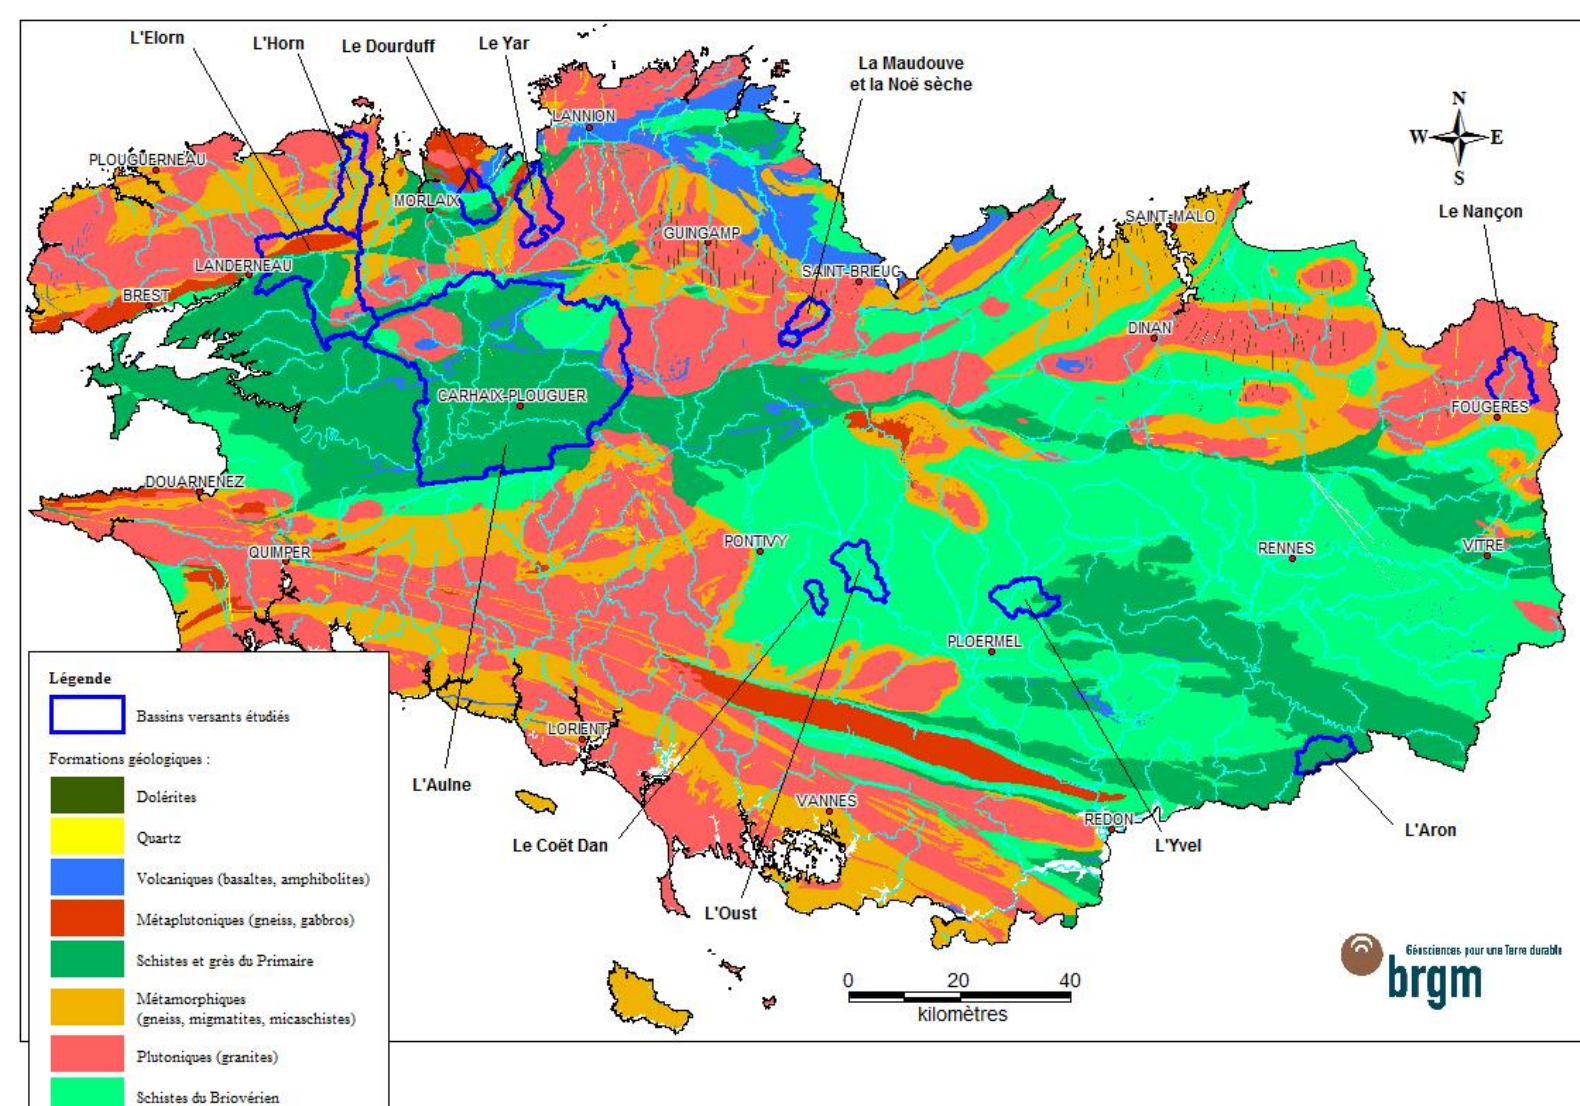 L'Elorn
L'Horn
Le Dourduff
Le Yar
La Maudouve
et la Noë sèche
N
W E
S
Le Nançon
LANNION
PLOUGUERNEAU
MORLAIX
SAINT-MALO
GUINGAMP
LANDERNEAU
SAINT-BRIEUC
BREST
DINAN
CARHAIX-PLOUGUER
FOUGERES
DOUARNENEZ
QUIMPER
PONTIVY
RENNES
VITRE
PLOERMEL
LORIENT
L'Aulne
VANNES
REDON
Le Coët Dan
L'Yvel
L'Aron
L'Oust
Légende
Bassins versants étudiés
Formations géologiques :
Dolérites
Quartz
Volcaniques (basaltes, amphibolites)
Métaplutoniques (gneiss, gabbros)
Schistes et grès du Primaire
Métamorphiques
(gneiss, migmatites, micaschistes)
Plutoniques (granites)
Schistes du Briovérien
0 20 40
kilomètres
Géosciences pour une Terre durable
brgm